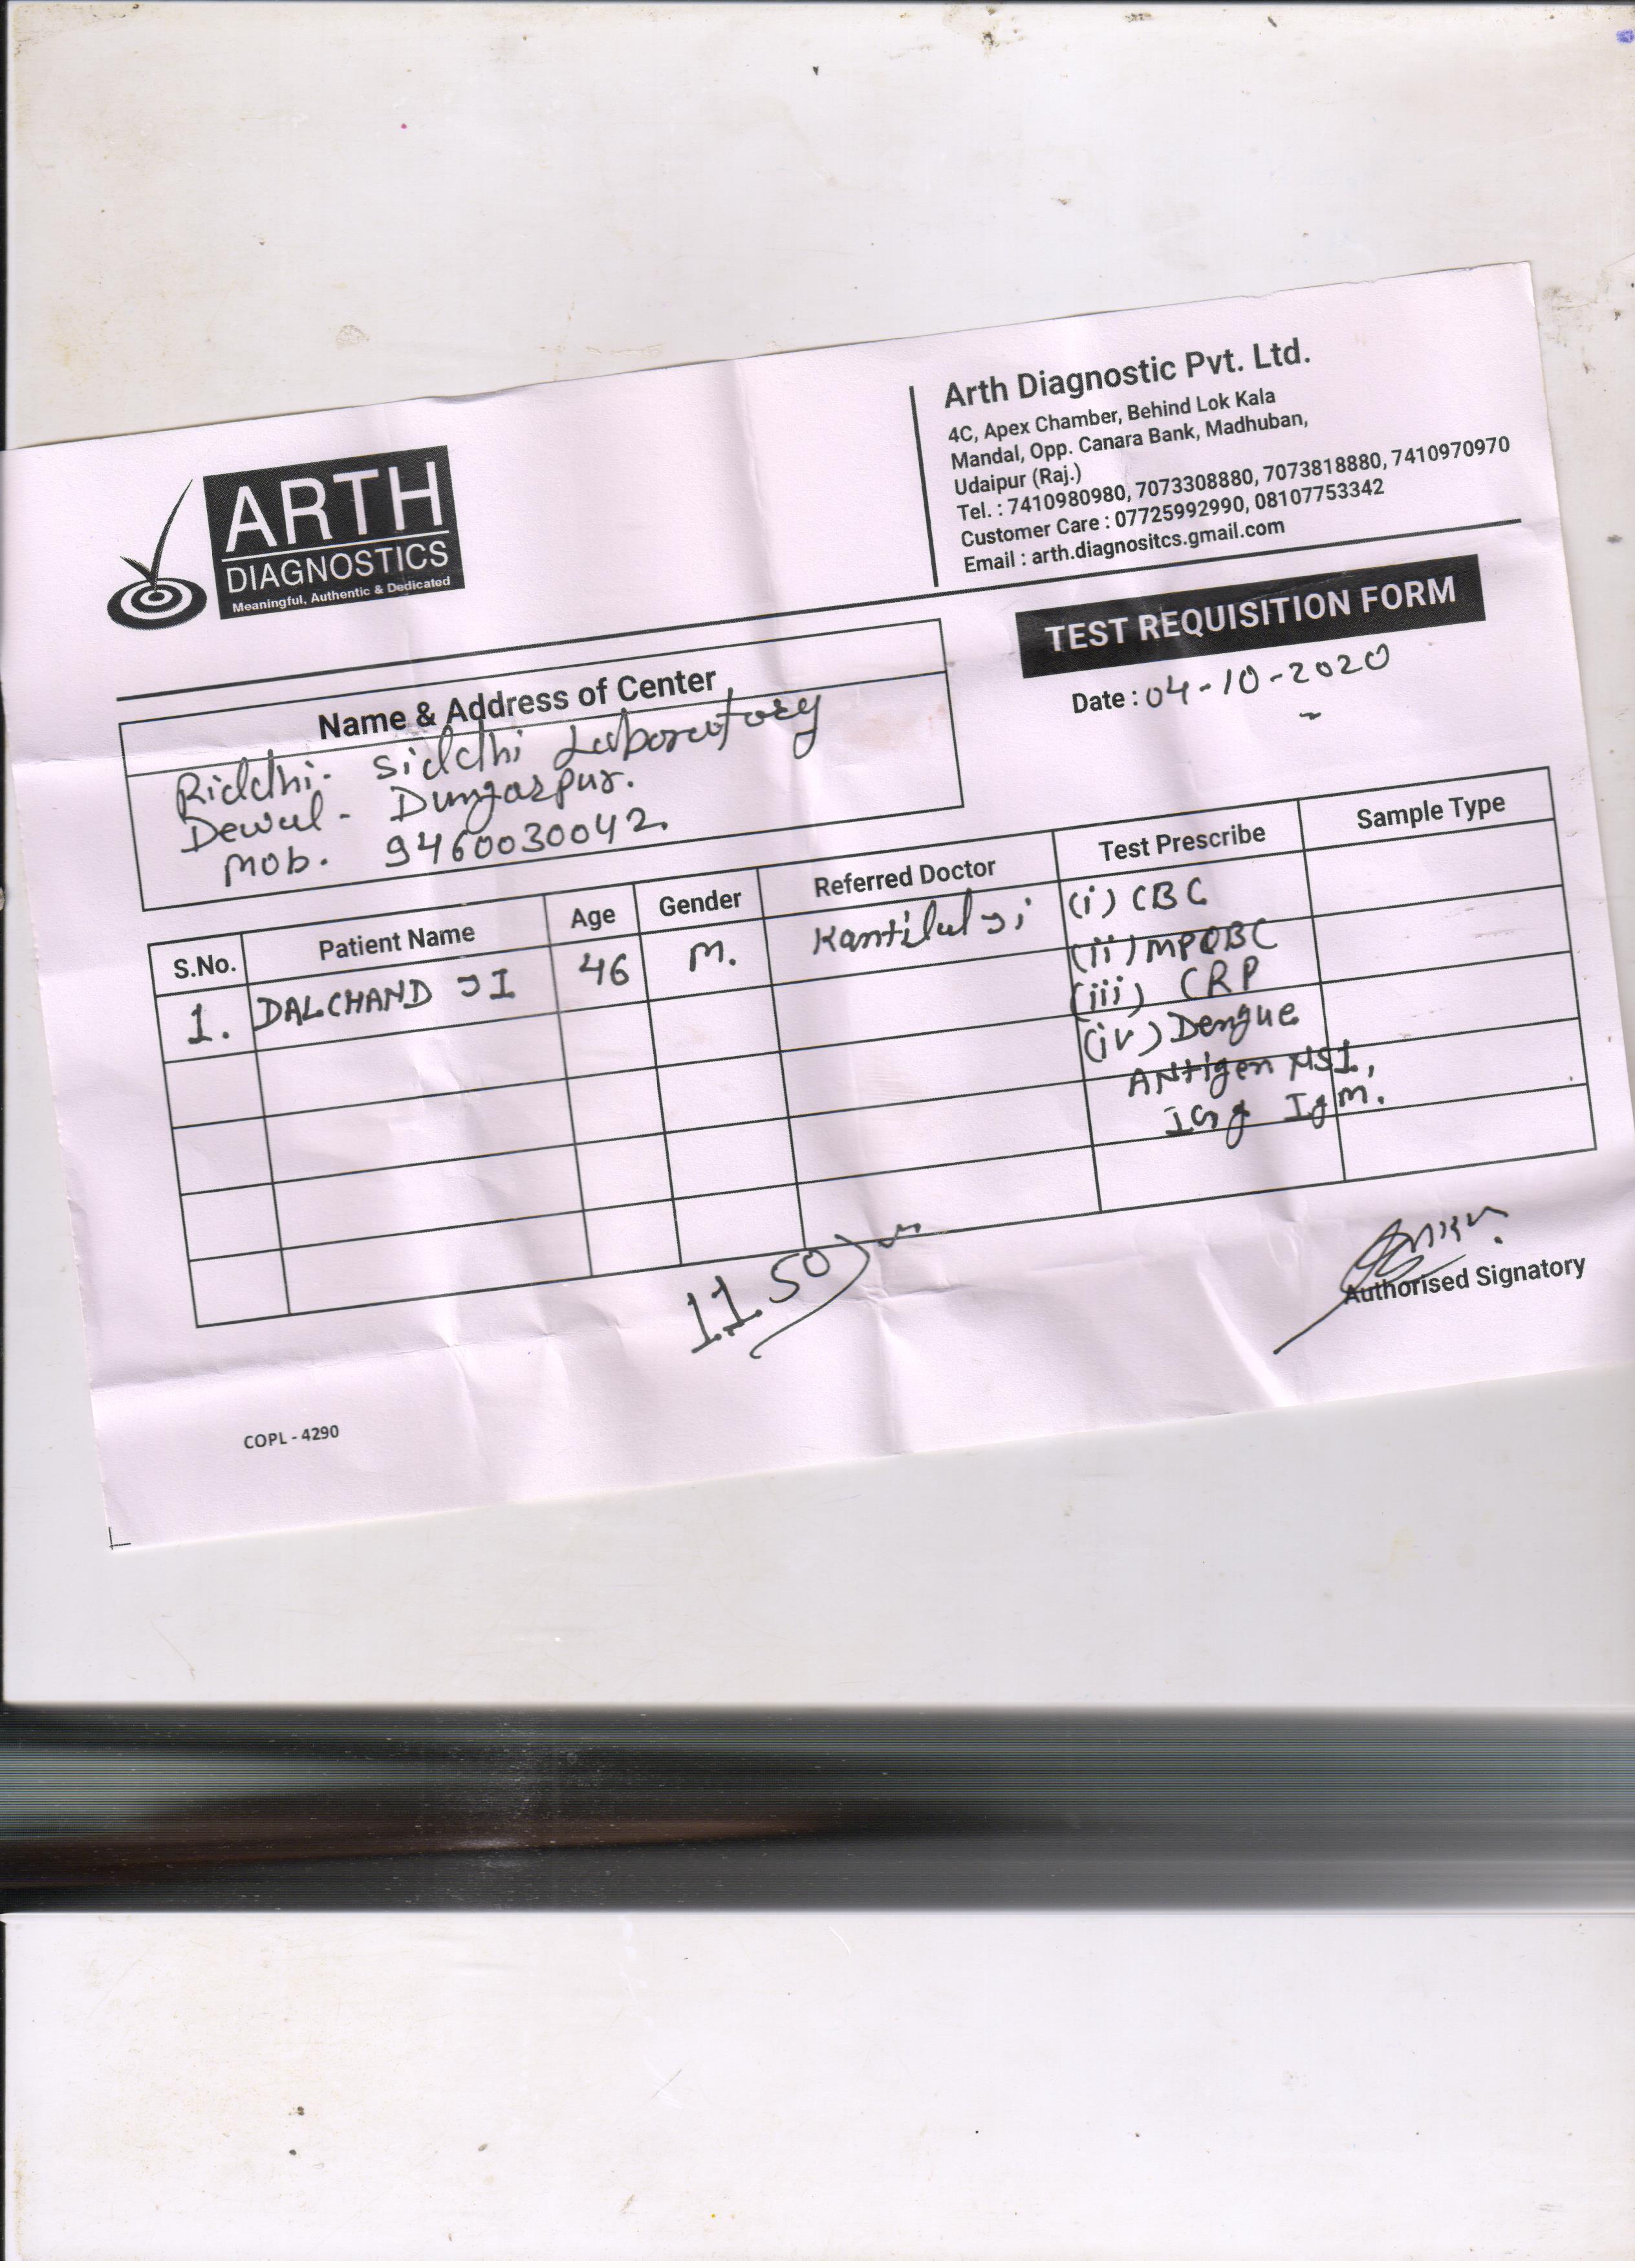 ARTH
DIAGNOSTICS
Meaningful, Authentic & Dedicated
Arth Diagnostic Pvt. Ltd.
4C, Apex Chamber, Behind Lok Kala
Mandal, Opp. Canara Bank, Madhuban,
Udaipur (Raj.)
Tel. : 7410980980, 7073308880, 7073818880, 7410970970
Customer Care : 07725992990, 08107753342
Email : arth.diagnositcs.gmail.com
TEST REQUISITION FORM
Date : 04-10-2020
Name & Address of Center
Riddhi- Siddhi Laboratory
Dewal - Dungarpur.
Mob. 9460030042.
S.No. Patient Name Age Gender Referred Doctor Test Prescribe Sample Type
1. DALCHAND JI 46 M. Kantilal Ji (i) CBC
(ii) MPQBC
(iii) CRP
(iv) Dengue
ANtigen NS1,
IGg IgM.
11.50
Authorised Signatory
COPL - 4290